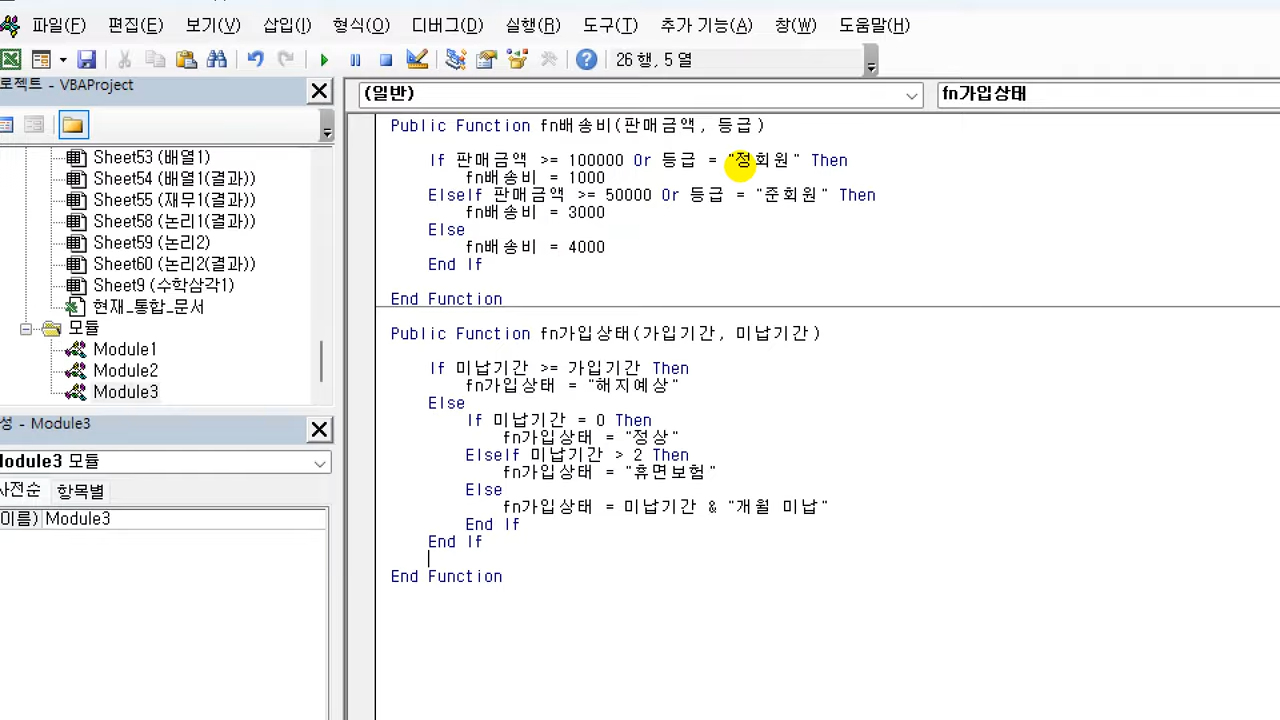 파일(F) 편집(E) 보기(V) 삽입(I) 형식(O) 디버그(D) 실행(R) 도구(T) 추가 기능(A) 창(W) 도움말(H)
26 행, 5 열
로젝트 - VBAProject
(일반)
fn가입상태
Sheet53 (배열1)
Sheet54 (배열1(결과))
Sheet55 (재무1(결과))
Sheet58 (논리1(결과))
Sheet59 (논리2)
Sheet60 (논리2(결과))
Sheet9 (수학삼각1)
현재_통합_문서
모듈
Module1
Module2
Module3
성 - Module3
Module3 모듈
사전순 항목별
이름) Module3
Public Function fn배송비(판매금액, 등급)
If 판매금액 >= 100000 Or 등급 = "정회원" Then
fn배송비 = 1000
ElseIf 판매금액 >= 50000 Or 등급 = "준회원" Then
fn배송비 = 3000
Else
fn배송비 = 4000
End If
End Function
Public Function fn가입상태(가입기간, 미납기간)
If 미납기간 >= 가입기간 Then
fn가입상태 = "해지예상"
Else
If 미납기간 = 0 Then
fn가입상태 = "정상"
ElseIf 미납기간 > 2 Then
fn가입상태 = "휴면보험"
Else
fn가입상태 = 미납기간 & "개월 미납"
End If
End If
End Function